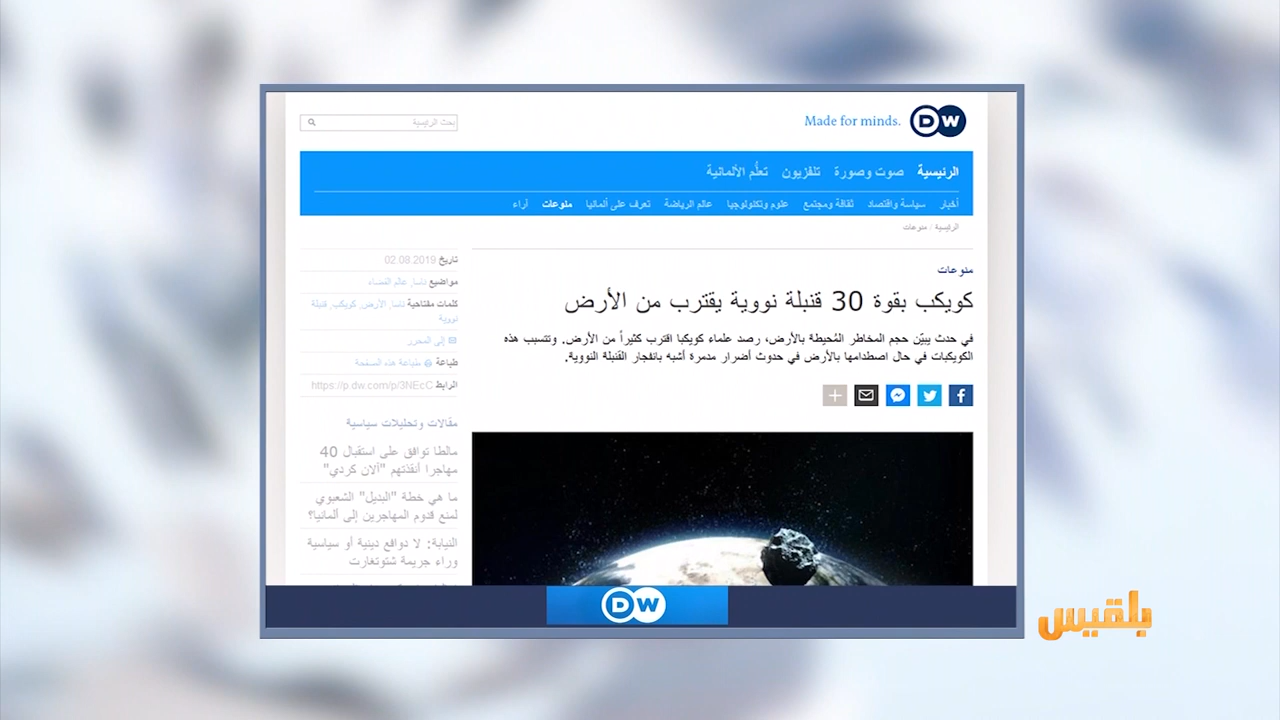 Made for minds. DW
بحث الرئيسية
الرئيسية صوت وصورة تلفزيون تعلُّم الألمانية
أخبار سياسة واقتصاد ثقافة ومجتمع علوم وتكنولوجيا عالم الرياضة تعرف على ألمانيا منوعات آراء
الرئيسية / منوعات
منوعات
كويكب بقوة 30 قنبلة نووية يقترب من الأرض
في حدث يبيّن حجم المخاطر المُحيطة بالأرض، رصد علماء كويكبا اقترب كثيراً من الأرض. وتتسبب هذه
الكويكبات في حال اصطدامها بالأرض في حدوث أضرار مدمرة أشبه بانفجار القنبلة النووية.
تاريخ 02.08.2019
مواضيع ناسا, عالم الفضاء
كلمات مفتاحية ناسا, الأرض, كويكب, قنبلة
نووية
إلى المحرر
طباعة طباعة هذه الصفحة
الرابط https://p.dw.com/p/3NEcC
مقالات وتحليلات سياسية
مالطا توافق على استقبال 40
مهاجرا أنقذتهم "آلان كردي"
ما هي خطة "البديل" الشعبوي
لمنع قدوم المهاجرين إلى ألمانيا؟
النيابة: لا دوافع دينية أو سياسية
وراء جريمة شتوتغارت
DW
بلقيس